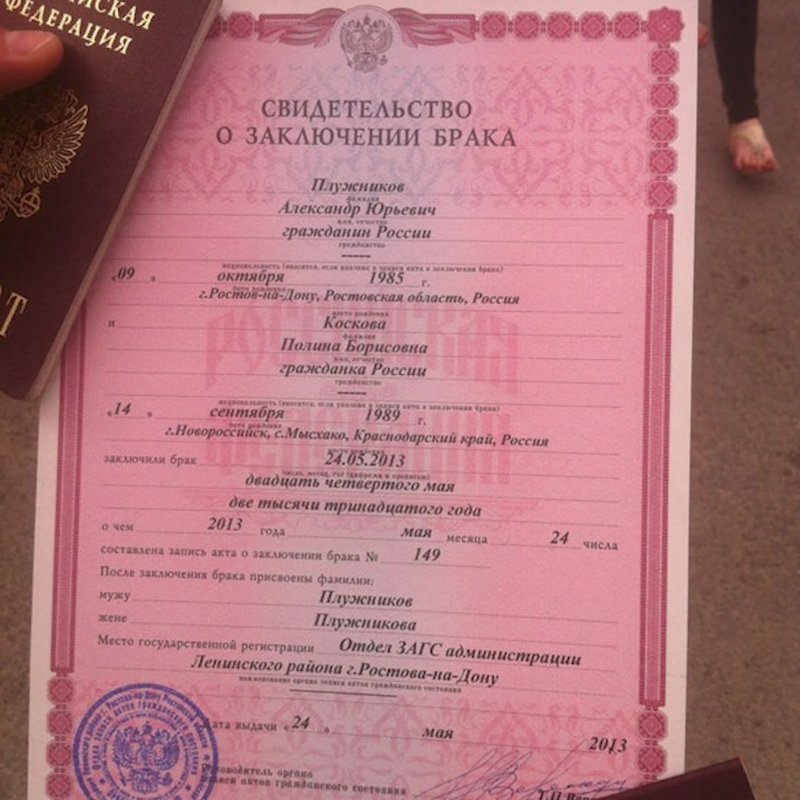 ЙСКАЯ
ФЕДЕРАЦИЯ
СВИДЕТЕЛЬСТВО
О ЗАКЛЮЧЕНИИ БРАКА
Плужников
фамилия
Александр Юрьевич
имя, отчество
гражданин России
гражданство
-----
национальность (вносится, если указана в записи акта о заключении брака)
«09 » октября 1985 г.
дата рождения
г.Ростов-на-Дону, Ростовская область, Россия
место рождения
и Коскова
фамилия
Полина Борисовна
имя, отчество
гражданка России
гражданство
-----
национальность (вносится, если указана в записи акта о заключении брака)
«14 » сентября 1989 г.
дата рождения
г.Новороссийск, с.Мысхако, Краснодарский край, Россия
место рождения
заключили брак 24.05.2013
число, месяц, год (цифрами и прописью)
двадцать четвертого мая
две тысячи тринадцатого года
о чем 2013 года мая месяца 24 числа
составлена запись акта о заключении брака № 149
После заключения брака присвоены фамилии:
мужу Плужников
жене Плужникова
Место государственной регистрации Отдел ЗАГС администрации
Ленинского района г.Ростова-на-Дону
наименование органа записи актов гражданского состояния
Дата выдачи «24 » мая 2013
Руководитель органа
записи актов гражданского состояния